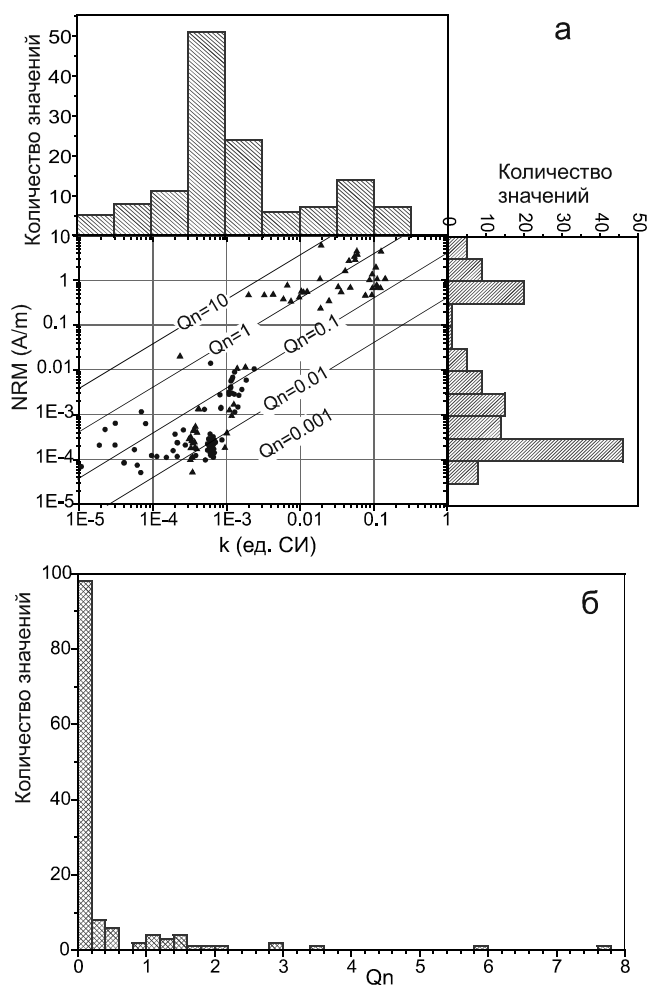 а
Количество значений
50
40
30
20
10
Количество
значений
0
10
20
30
40
50
NRM (А/m)
10
1
0.1
0.01
1E-3
1E-4
1E-5
Qn=10
Qn=1
Qn=0.1
Qn=0.01
Qn=0.001
1E-5
1E-4
1E-3
0.01
0.1
1
k (ед. СИ)
б
Количество значений
100
80
60
40
20
0
0
1
2
3
4
5
6
7
8
Qn